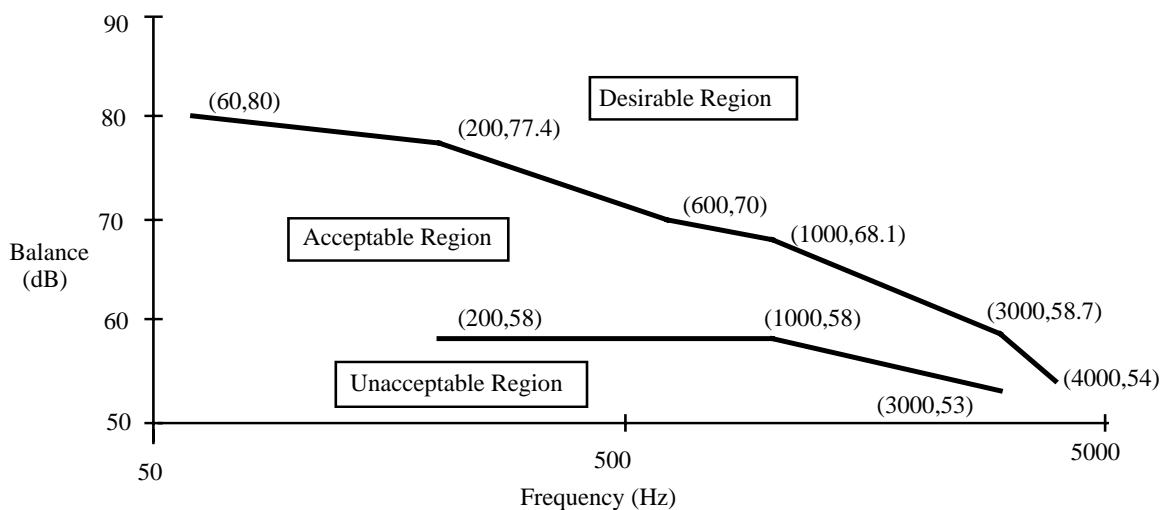 90
Desirable Region
(60,80)
80
(200,77.4)
(600,70)
70
Acceptable Region
(1000,68.1)
Balance
(dB)
60
(200,58)
(1000,58)
(3000,58.7)
Unacceptable Region
(4000,54)
(3000,53)
50
50
500
5000
Frequency (Hz)